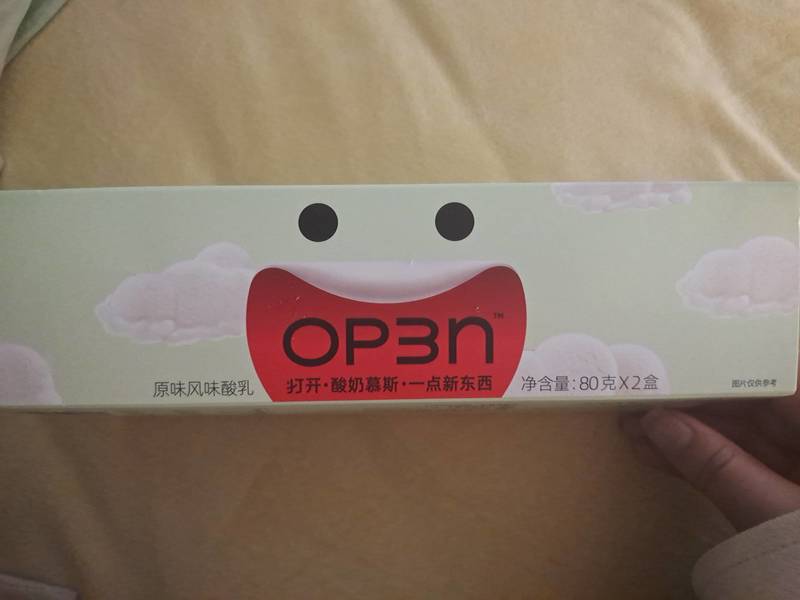 OP3n™
原味风味酸乳
打开·酸奶慕斯·一点新东西
净含量:80克X2盒
图片仅供参考